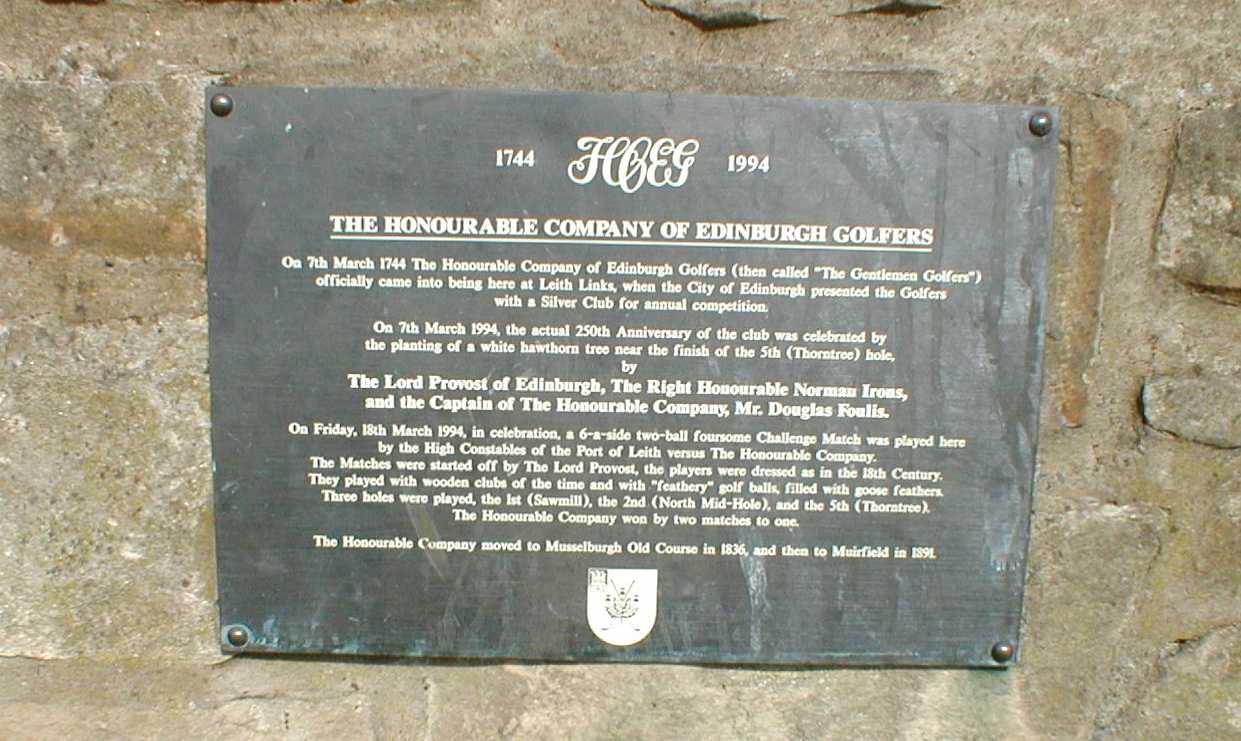 1744 HCEG 1994
THE HONOURABLE COMPANY OF EDINBURGH GOLFERS
On 7th March 1744 The Honourable Company of Edinburgh Golfers (then called "The Gentlemen Golfers")
officially came into being here at Leith Links, when the City of Edinburgh presented the Golfers
with a Silver Club for annual competition.
On 7th March 1994, the actual 250th Anniversary of the club was celebrated by
the planting of a white hawthorn tree near the finish of the 5th (Thorntree) hole,
by
The Lord Provost of Edinburgh, The Right Honourable Norman Irons,
and the Captain of The Honourable Company, Mr. Douglas Foulis.
On Friday, 18th March 1994, in celebration, a 6-a-side two-ball foursome Challenge Match was played here
by the High Constables of the Port of Leith versus The Honourable Company.
The Matches were started off by The Lord Provost, the players were dressed as in the 18th Century.
They played with wooden clubs of the time and with "feathery" golf balls, filled with goose feathers.
Three holes were played, the 1st (Sawmill), the 2nd (North Mid-Hole), and the 5th (Thorntree).
The Honourable Company won by two matches to one.
The Honourable Company moved to Musselburgh Old Course in 1836, and then to Muirfield in 1891.